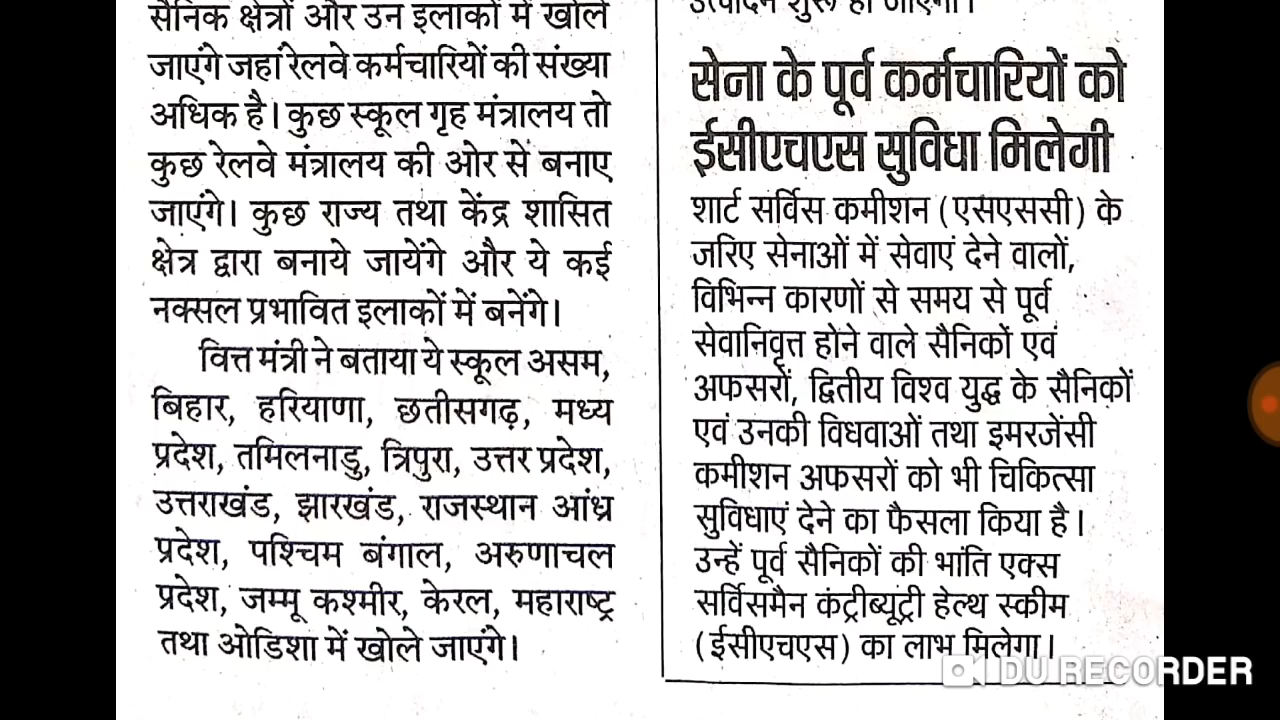 सैनिक क्षेत्रों और उन इलाकों में खोले
जाएंगे जहां रेलवे कर्मचारियों की संख्या
अधिक है। कुछ स्कूल गृह मंत्रालय तो
कुछ रेलवे मंत्रालय की ओर से बनाए
जाएंगे। कुछ राज्य तथा केंद्र शासित
क्षेत्र द्वारा बनाये जायेंगे और ये कई
नक्सल प्रभावित इलाकों में बनेंगे।
वित्त मंत्री ने बताया ये स्कूल असम,
बिहार, हरियाणा, छतीसगढ़, मध्य
प्रदेश, तमिलनाडु, त्रिपुरा, उत्तर प्रदेश,
उत्तराखंड, झारखंड, राजस्थान आंध्र
प्रदेश, पश्चिम बंगाल, अरुणाचल
प्रदेश, जम्मू कश्मीर, केरल, महाराष्ट्र
तथा ओडिशा में खोले जाएंगे।
उत्पादन शुरू हो जाएगा।
सेना के पूर्व कर्मचारियों को
ईसीएचएस सुविधा मिलेगी
शार्ट सर्विस कमीशन (एसएससी) के
जरिए सेनाओं में सेवाएं देने वालों,
विभिन्न कारणों से समय से पूर्व
सेवानिवृत्त होने वाले सैनिकों एवं
अफसरों, द्वितीय विश्व युद्ध के सैनिकों
एवं उनकी विधवाओं तथा इमरजेंसी
कमीशन अफसरों को भी चिकित्सा
सुविधाएं देने का फैसला किया है।
उन्हें पूर्व सैनिकों की भांति एक्स
सर्विसमैन कंट्रीब्यूट्री हेल्थ स्कीम
(ईसीएचएस) का लाभ मिलेगा।
DU RECORDER